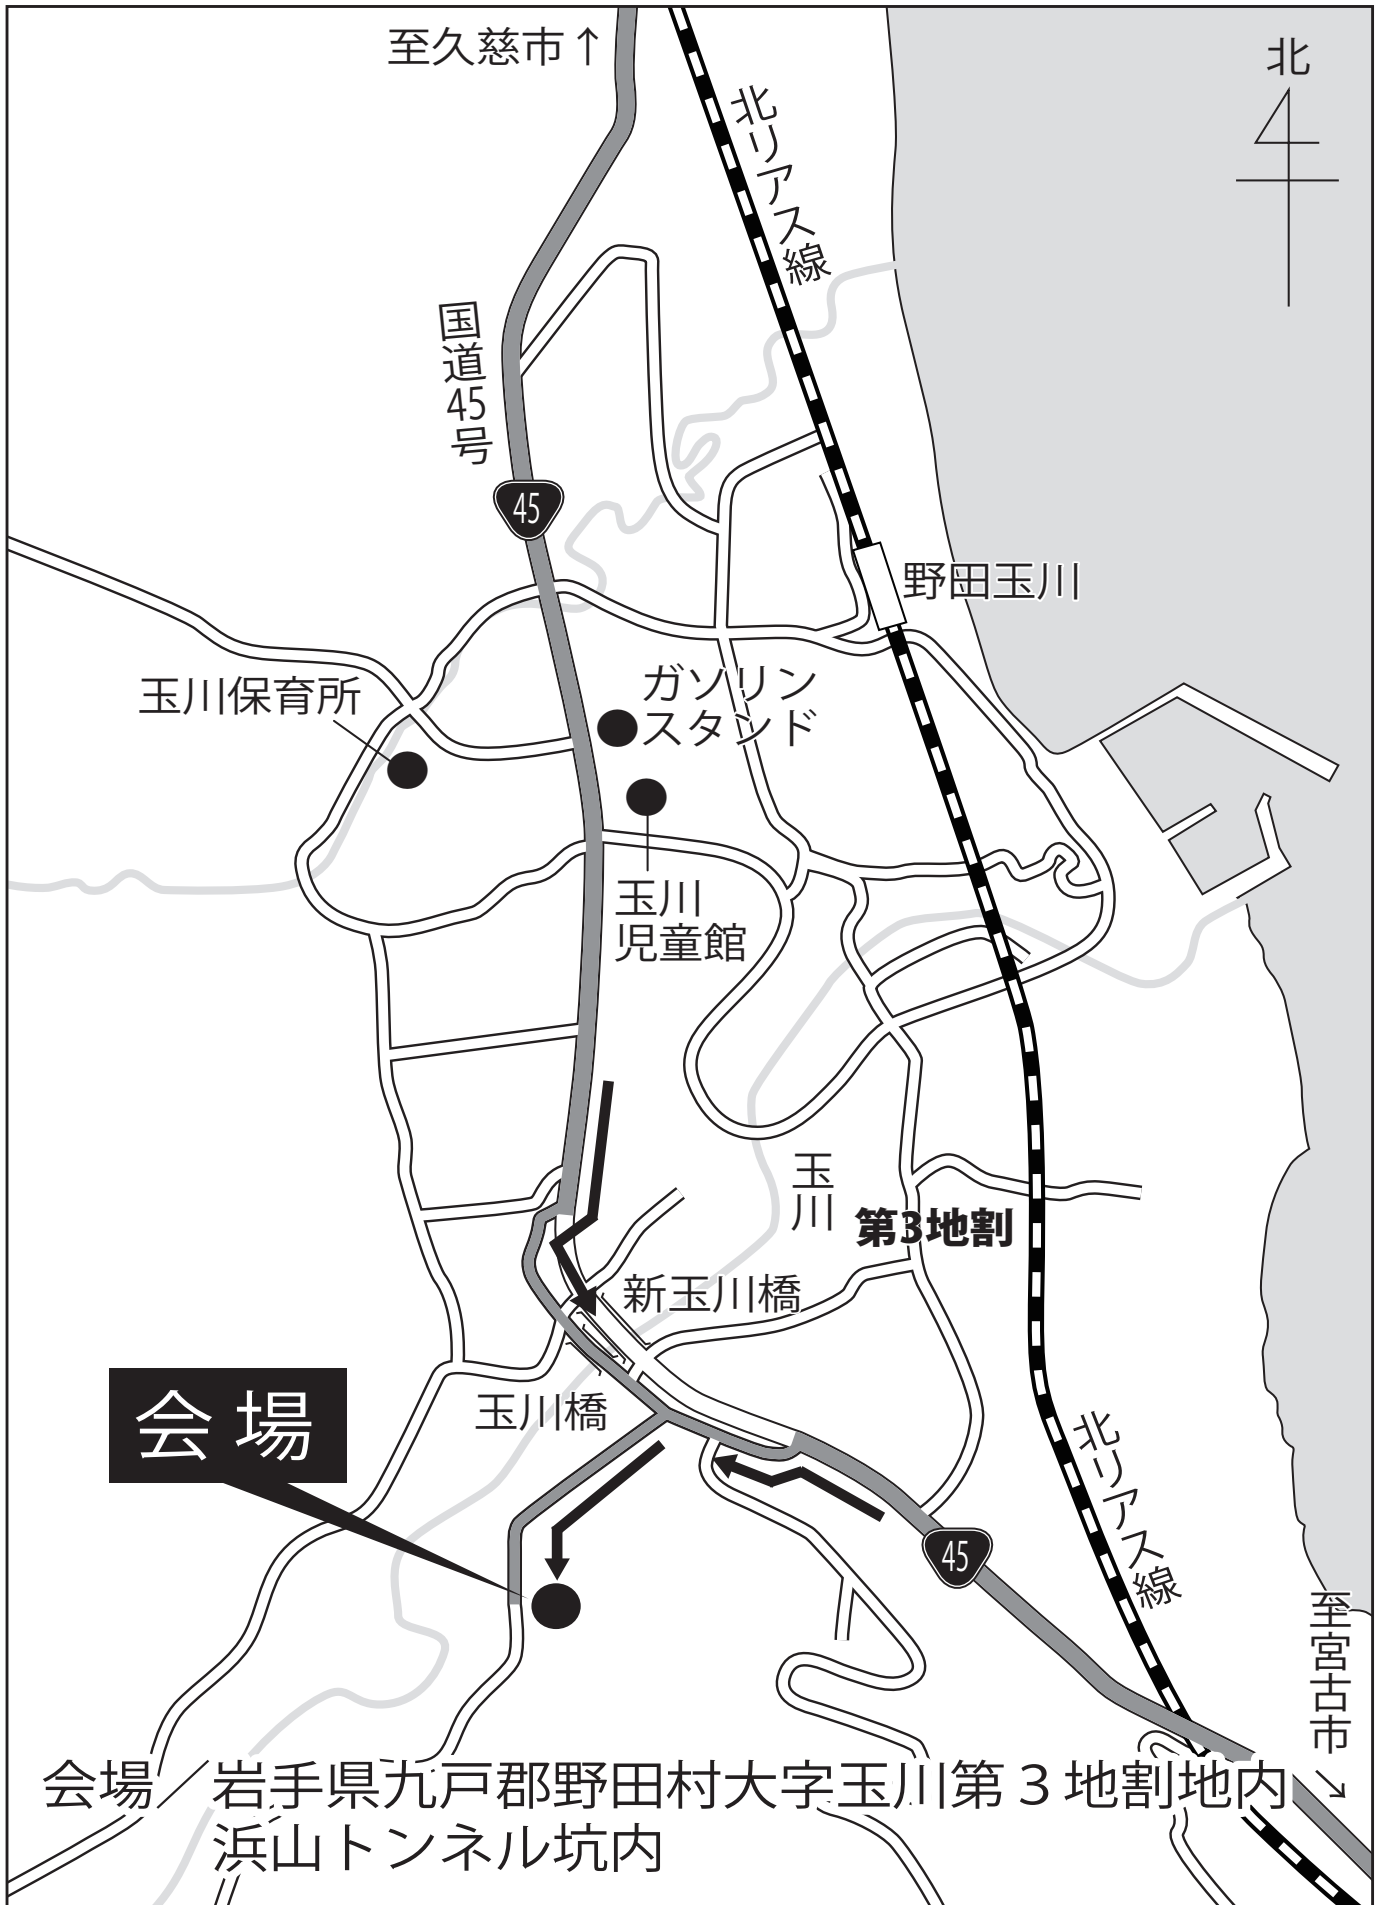 至久慈市↑
北
北リアス線
国道45号
45
野田玉川
玉川保育所
ガソリン
スタンド
玉川
児童館
玉川
第3地割
新玉川橋
玉川橋
会場
北リアス線
45
至宮古市→
会場 岩手県九戸郡野田村大字玉川第３地割地内
浜山トンネル坑内